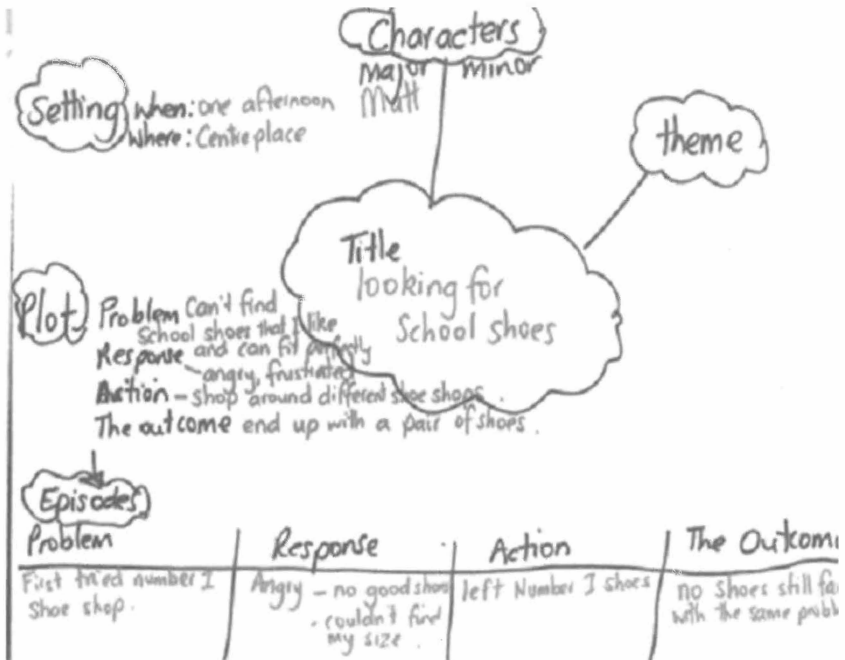 Characters
major minor
Matt
Setting when: one afternoon
where: Centreplace
theme
Title
looking for
School shoes
Plot Problem Can't find
School shoes that I like
Response and can fit perfectly
- angry, frustrated
Action - shop around different shoe shops.
The outcome end up with a pair of shoes.
Episodes
Problem Response Action The Outcom
First tried number 1 Angry - no good shoes left Number 1 shoes no shoes still fa
shoe shop. - couldn't find with the same probl
my size.